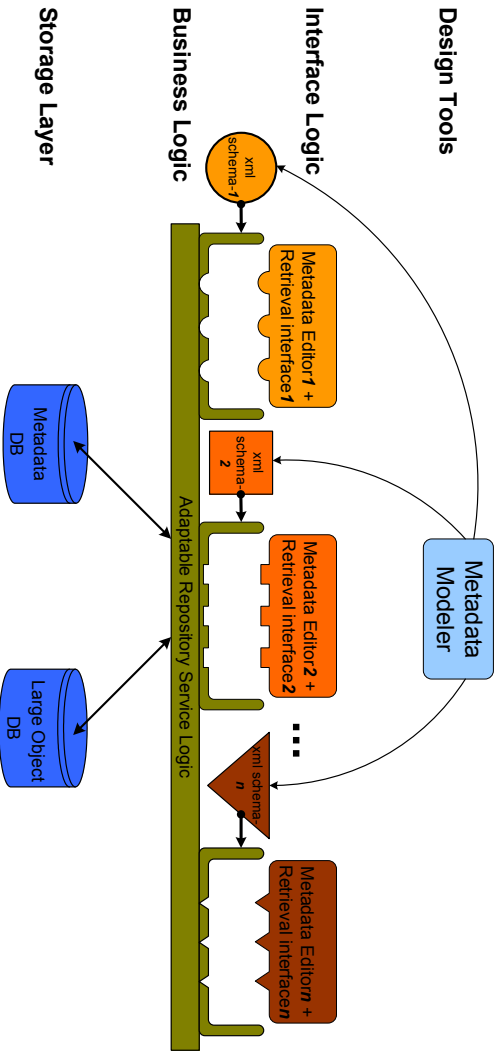 Design Tools
Metadata
Modeler
Interface Logic
Metadata Editor1 +
Retrieval interface1
Metadata Editor2 +
Retrieval interface2
...
Metadata Editorn +
Retrieval interfacen
xml
schema-1
xml
schema-
2
xml schema-
n
Business Logic
Adaptable Repository Service Logic
Storage Layer
Metadata
DB
Large Object
DB